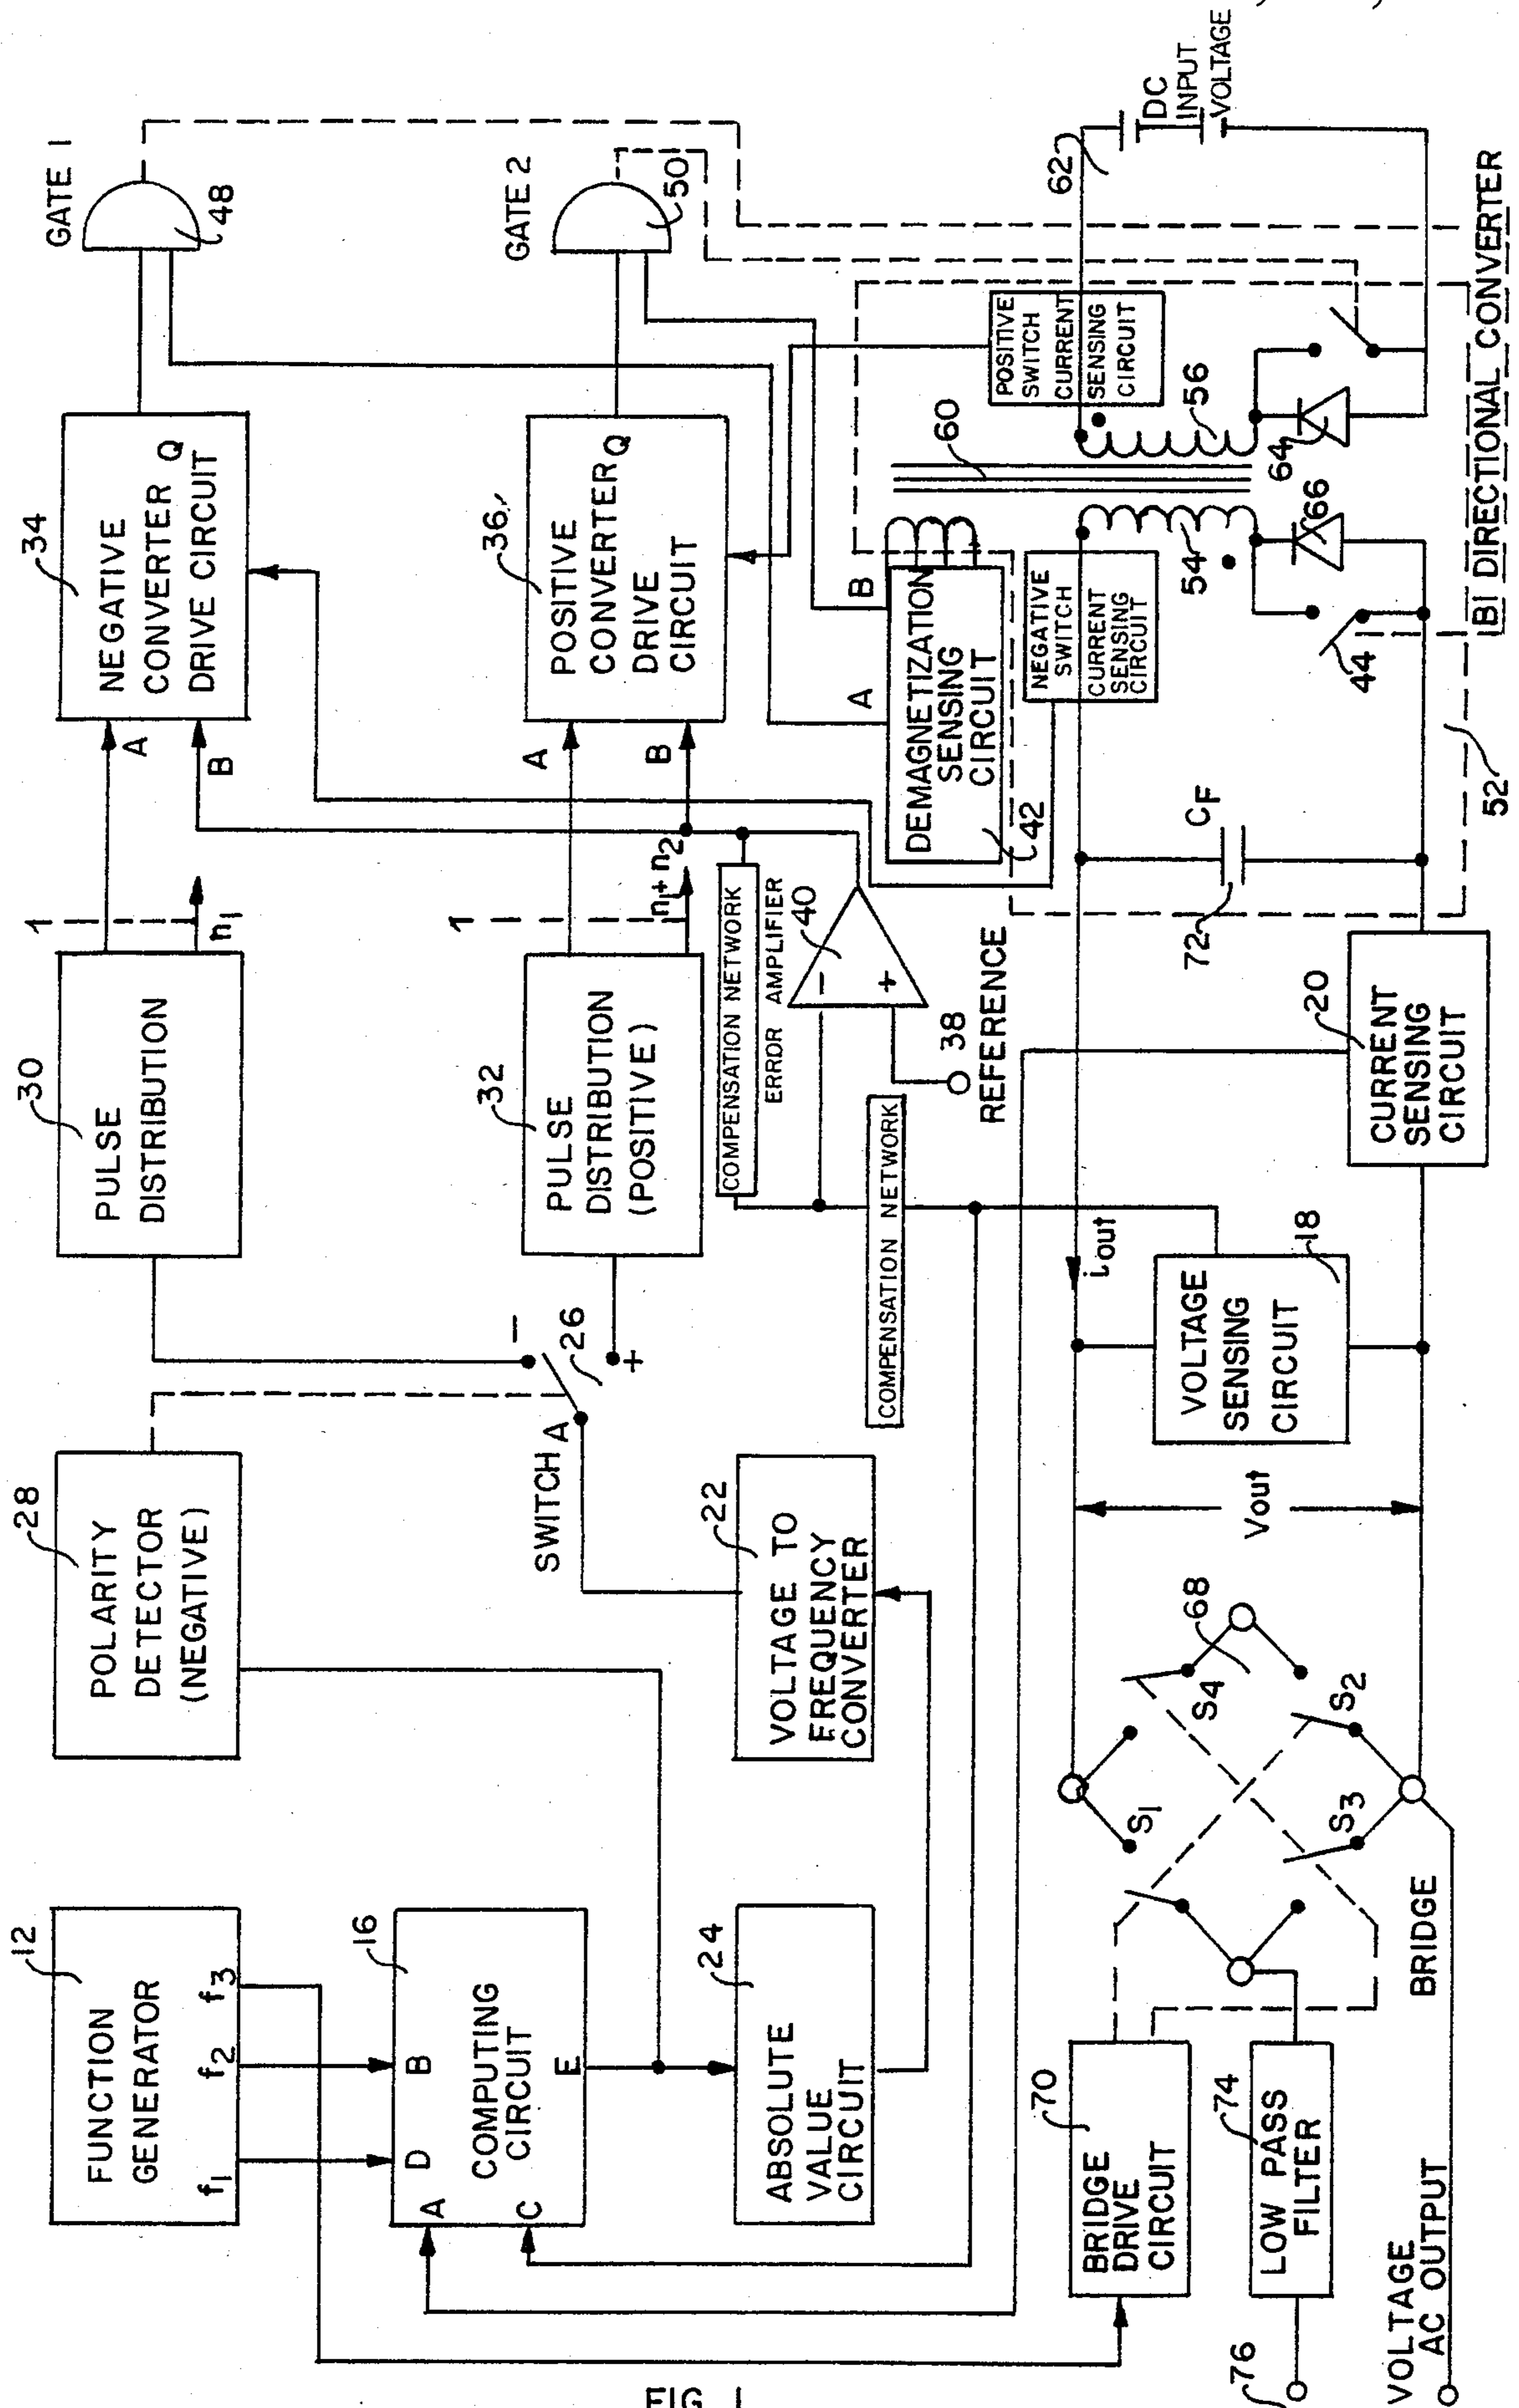 FUNCTION
GENERATOR
12
f1
f2
f3
COMPUTING
CIRCUIT
16
A
B
C
D
E
ABSOLUTE
VALUE
CIRCUIT
24
BRIDGE
DRIVE
CIRCUIT
70
LOW PASS
FILTER
74
76
VOLTAGE
AC OUTPUT
POLARITY
DETECTOR
(NEGATIVE)
28
SWITCH A
26
−
+
VOLTAGE TO
FREQUENCY
CONVERTER
22
BRIDGE
S1
S2
S3
S4
68
Vout
iout
VOLTAGE
SENSING
CIRCUIT
18
PULSE
DISTRIBUTION
30
1
n1
PULSE
DISTRIBUTION
(POSITIVE)
32
1
n1+n2
COMPENSATION NETWORK
ERROR AMPLIFIER
40
−
+
38
REFERENCE
COMPENSATION NETWORK
CURRENT
SENSING
CIRCUIT
20
NEGATIVE
CONVERTER
DRIVE CIRCUIT
Q
34
A
B
POSITIVE
CONVERTER
DRIVE
CIRCUIT
Q
36
A
B
DEMAGNETIZATION
SENSING
CIRCUIT
42
A
B
NEGATIVE
SWITCH
CURRENT
SENSING
CIRCUIT
POSITIVE
SWITCH
CURRENT
SENSING
CIRCUIT
CF
72
52
44
54
66
60
56
64
62
GATE 1
48
GATE 2
50
DC
INPUT
VOLTAGE
BI DIRECTIONAL CONVERTER
FIG
1